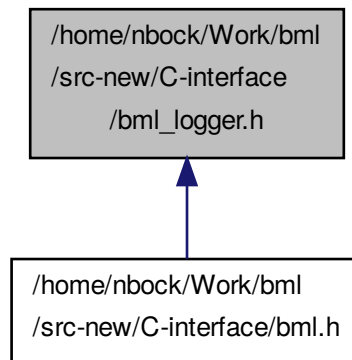 /home/nbock/Work/bml
/src-new/C-interface
/bml_logger.h
/home/nbock/Work/bml
/src-new/C-interface/bml.h